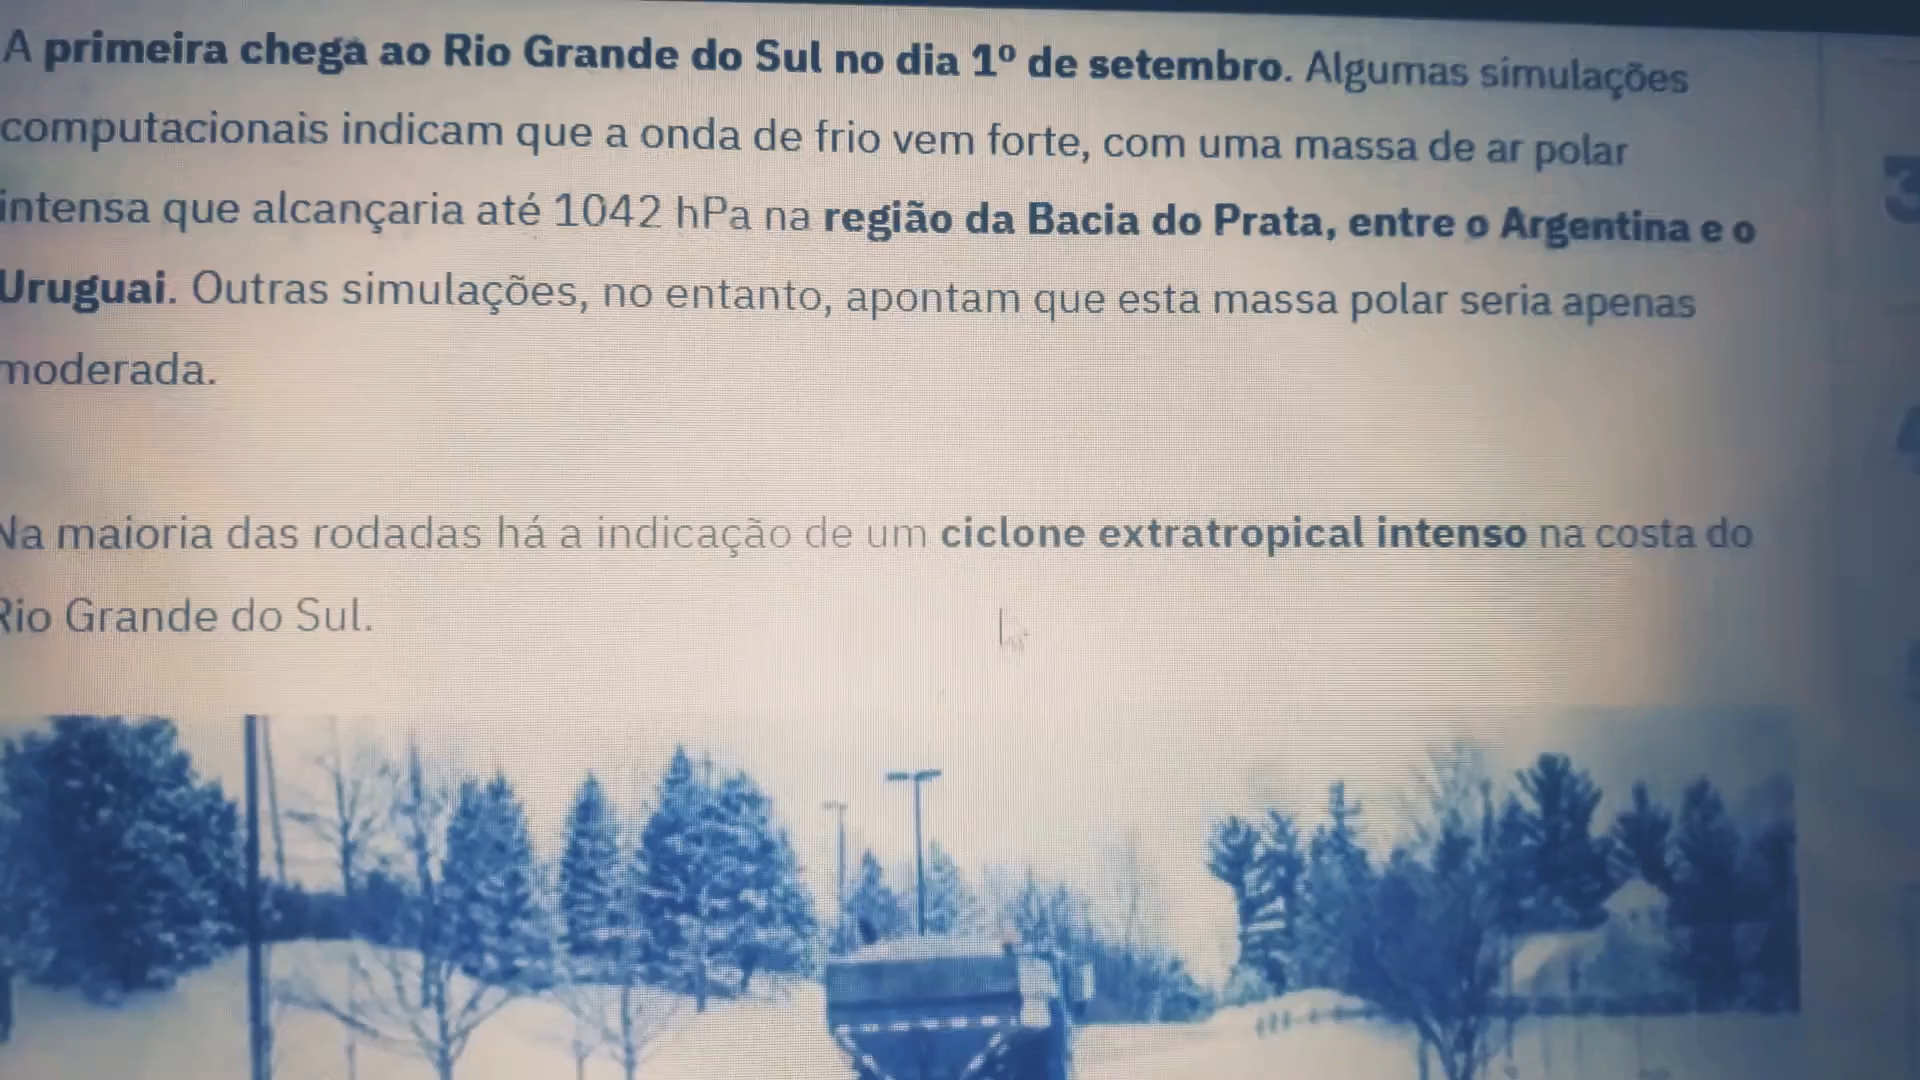 A primeira chega ao Rio Grande do Sul no dia 1º de setembro. Algumas simulações
computacionais indicam que a onda de frio vem forte, com uma massa de ar polar
intensa que alcançaria até 1042 hPa na região da Bacia do Prata, entre o Argentina e o
Uruguai. Outras simulações, no entanto, apontam que esta massa polar seria apenas
moderada.
Na maioria das rodadas há a indicação de um ciclone extratropical intenso na costa do
Rio Grande do Sul.
3